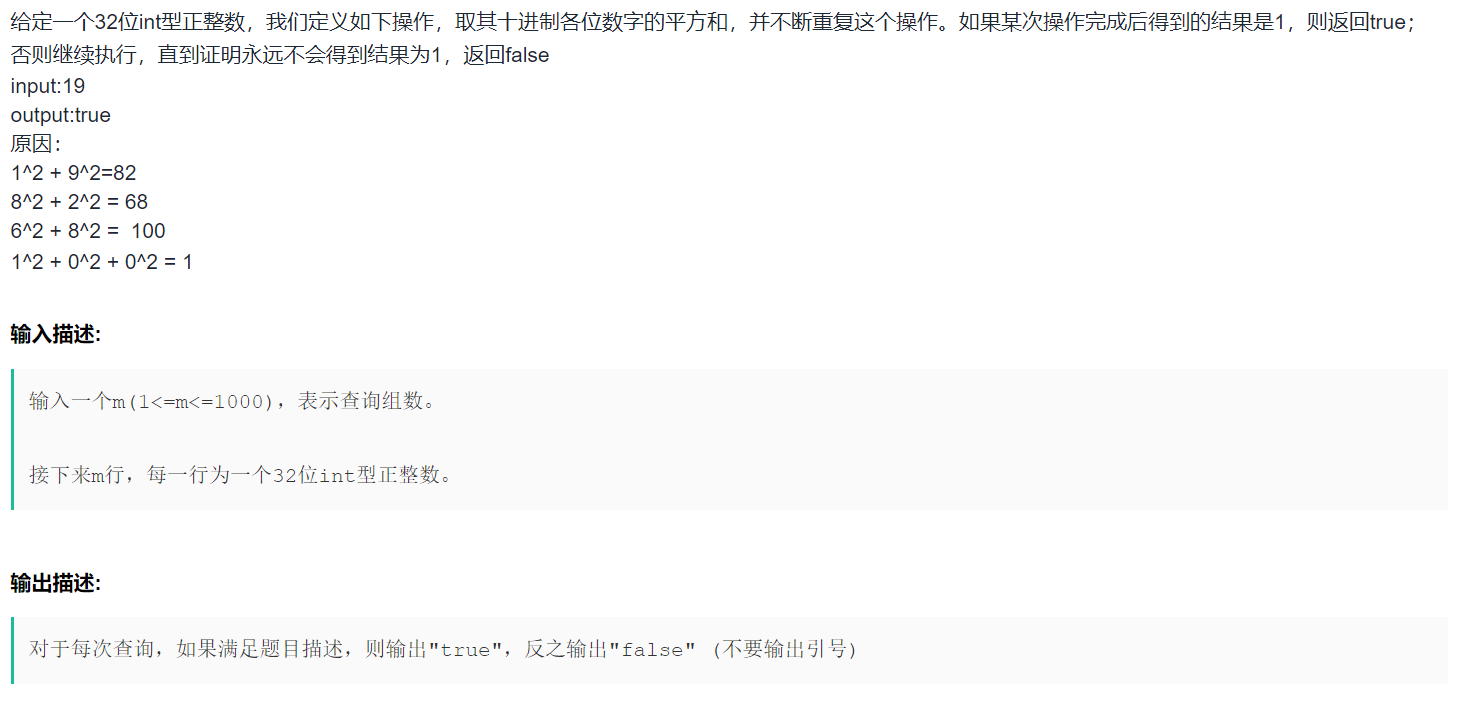 给定一个32位int型正整数，我们定义如下操作，取其十进制各位数字的平方和，并不断重复这个操作。如果某次操作完成后得到的结果是1，则返回true；
否则继续执行，直到证明永远不会得到结果为1，返回false
input:19
output:true
原因：
1^2 + 9^2=82
8^2 + 2^2 = 68
6^2 + 8^2 =  100
1^2 + 0^2 + 0^2 = 1
输入描述:
输入一个m(1<=m<=1000)，表示查询组数。
接下来m行，每一行为一个32位int型正整数。
输出描述:
对于每次查询，如果满足题目描述，则输出"true"，反之输出"false" (不要输出引号)